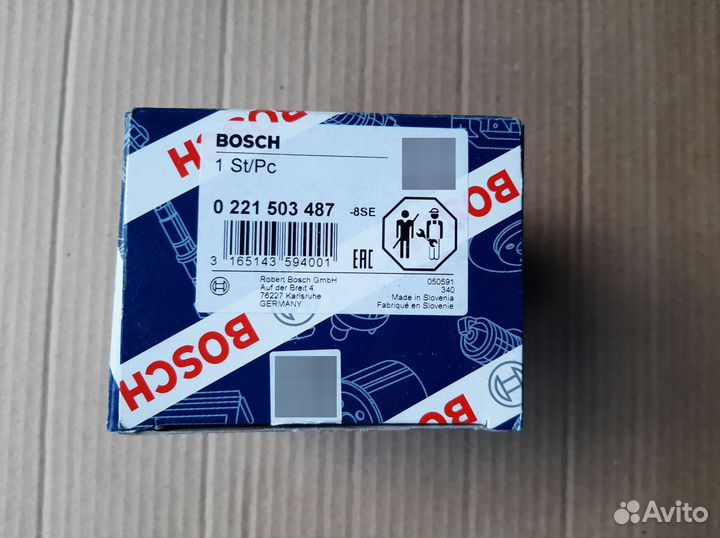 BOSCH
1 St/Pc
0 221 503 487 -8SE
3 165143 594001
EAC
Robert Bosch GmbH
Auf der Breit 4
76227 Karlsruhe
GERMANY
050591
340
Made in Slovenia
Fabriqué en Slovenie
BOSCH
BOSCH
BOSCH
Avito